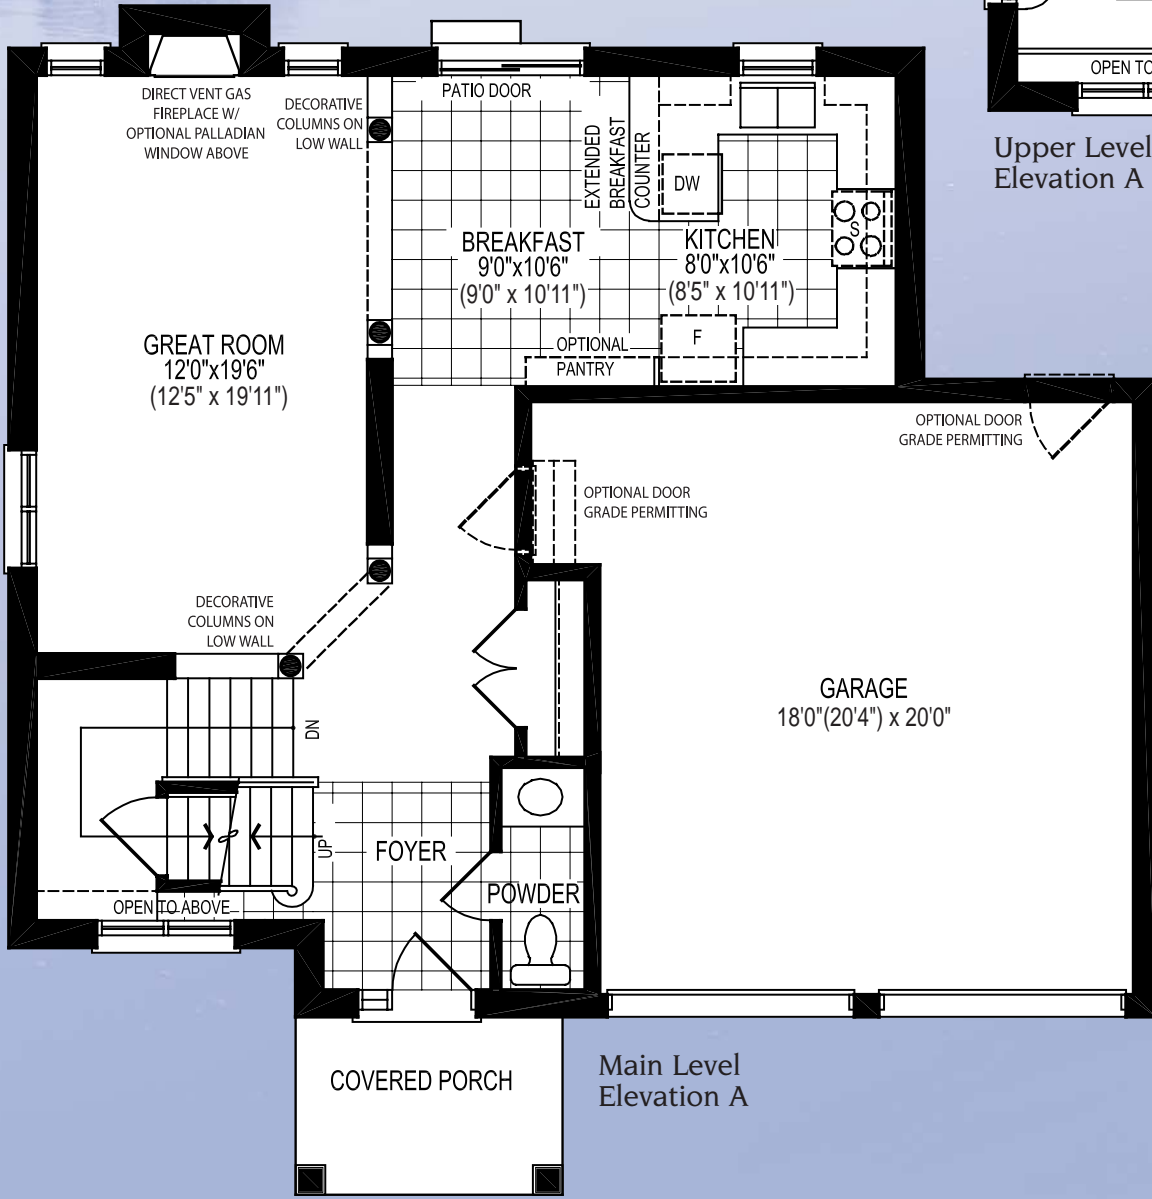 OPEN TO
Upper Level
Elevation A
DIRECT VENT GAS
FIREPLACE W/
OPTIONAL PALLADIAN
WINDOW ABOVE
DECORATIVE
COLUMNS ON
LOW WALL
PATIO DOOR
EXTENDED
BREAKFAST
COUNTER
DW
S
BREAKFAST
9'0"x10'6"
(9'0" x 10'11")
KITCHEN
8'0"x10'6"
(8'5" x 10'11")
GREAT ROOM
12'0"x19'6"
(12'5" x 19'11")
OPTIONAL
PANTRY
F
OPTIONAL DOOR
GRADE PERMITTING
OPTIONAL DOOR
GRADE PERMITTING
DECORATIVE
COLUMNS ON
LOW WALL
GARAGE
18'0"(20'4") x 20'0"
DN
UP
FOYER
POWDER
OPEN TO ABOVE
COVERED PORCH
Main Level
Elevation A